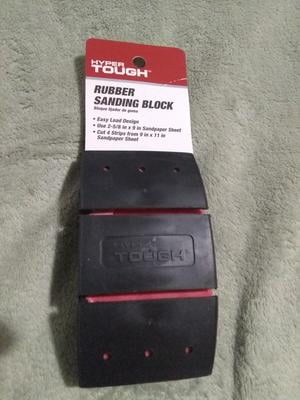 HYPER
TOUGH™
RUBBER
SANDING BLOCK
Bloque lijador de goma
• Easy Load Design
• Use 2-5/8 in x 9 in Sandpaper Sheet
• Cut 4 Strips from 9 in x 11 in
Sandpaper Sheet
HYPER
TOUGH